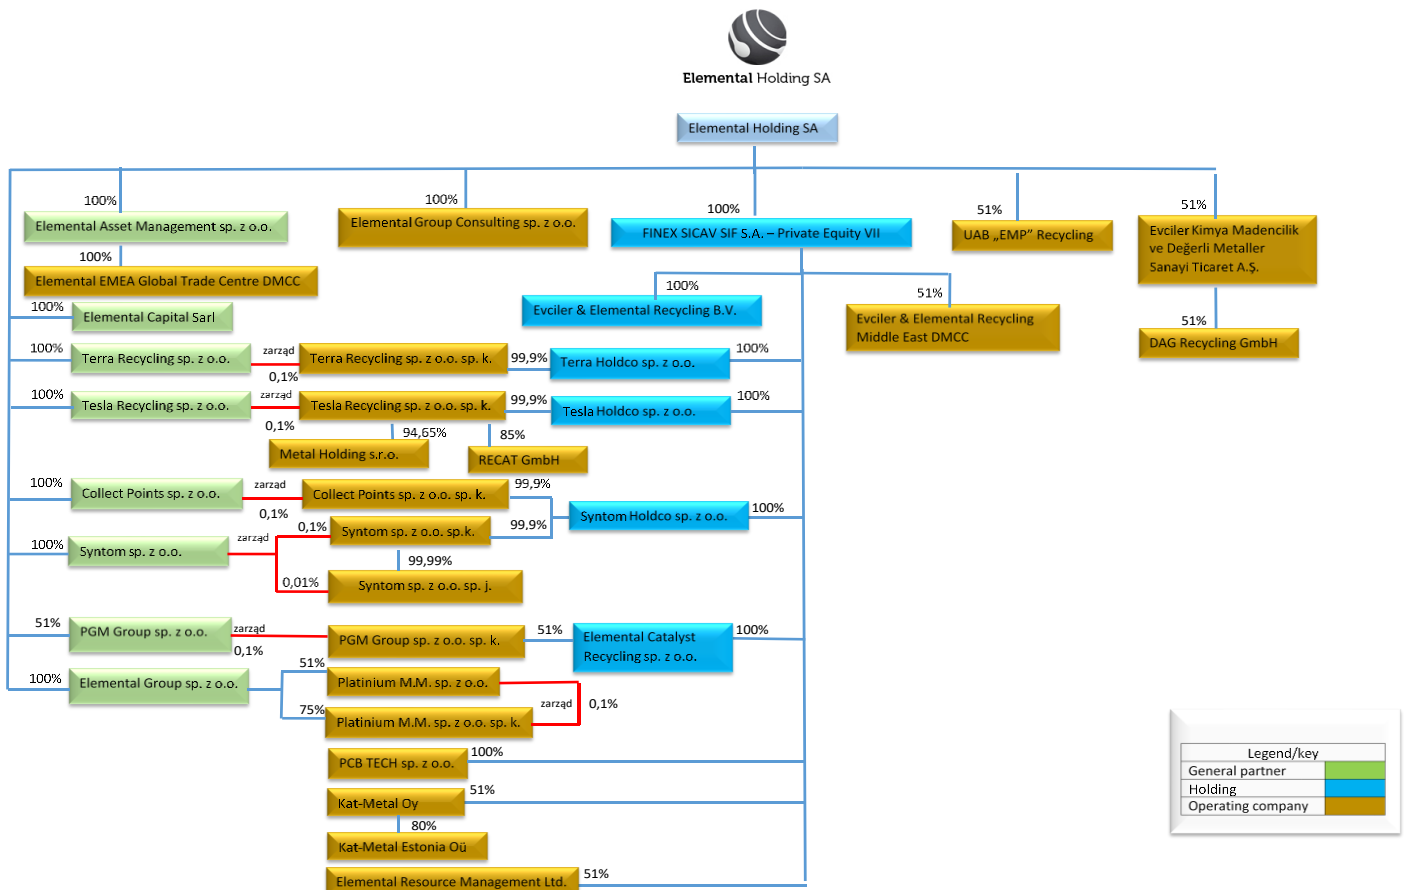 Elemental Holding SA
Elemental Holding SA
100%
100%
100%
51%
51%
Elemental Asset Management sp. z o.o.
Elemental Group Consulting sp. z o.o.
FINEX SICAV SIF S.A. – Private Equity VII
UAB „EMP” Recycling
Evciler Kimya Madencilik
ve Değerli Metaller
Sanayi Ticaret A.Ş.
100%
Elemental EMEA Global Trade Centre DMCC
100%
Elemental Capital Sarl
100%
Evciler & Elemental Recycling B.V.
51%
Evciler & Elemental Recycling
Middle East DMCC
51%
DAG Recycling GmbH
100%
Terra Recycling sp. z o.o.
zarząd
0,1%
Terra Recycling sp. z o.o. sp. k.
99,9%
Terra Holdco sp. z o.o.
100%
100%
Tesla Recycling sp. z o.o.
zarząd
0,1%
Tesla Recycling sp. z o.o. sp. k.
99,9%
Tesla Holdco sp. z o.o.
100%
94,65%
85%
Metal Holding s.r.o.
RECAT GmbH
100%
Collect Points sp. z o.o.
zarząd
0,1%
Collect Points sp. z o.o. sp. k.
99,9%
Syntom Holdco sp. z o.o.
100%
100%
Syntom sp. z o.o.
zarząd
0,1%
Syntom sp. z o.o. sp.k.
99,9%
99,99%
0,01%
Syntom sp. z o.o. sp. j.
51%
PGM Group sp. z o.o.
zarząd
0,1%
PGM Group sp. z o.o. sp. k.
51%
Elemental Catalyst
Recycling sp. z o.o.
100%
100%
Elemental Group sp. z o.o.
51%
Platinium M.M. sp. z o.o.
75%
Platinium M.M. sp. z o.o. sp. k.
zarząd
0,1%
PCB TECH sp. z o.o.
100%
Kat-Metal Oy
51%
80%
Kat-Metal Estonia Oü
Elemental Resource Management Ltd.
51%
Legend/key
General partner
Holding
Operating company